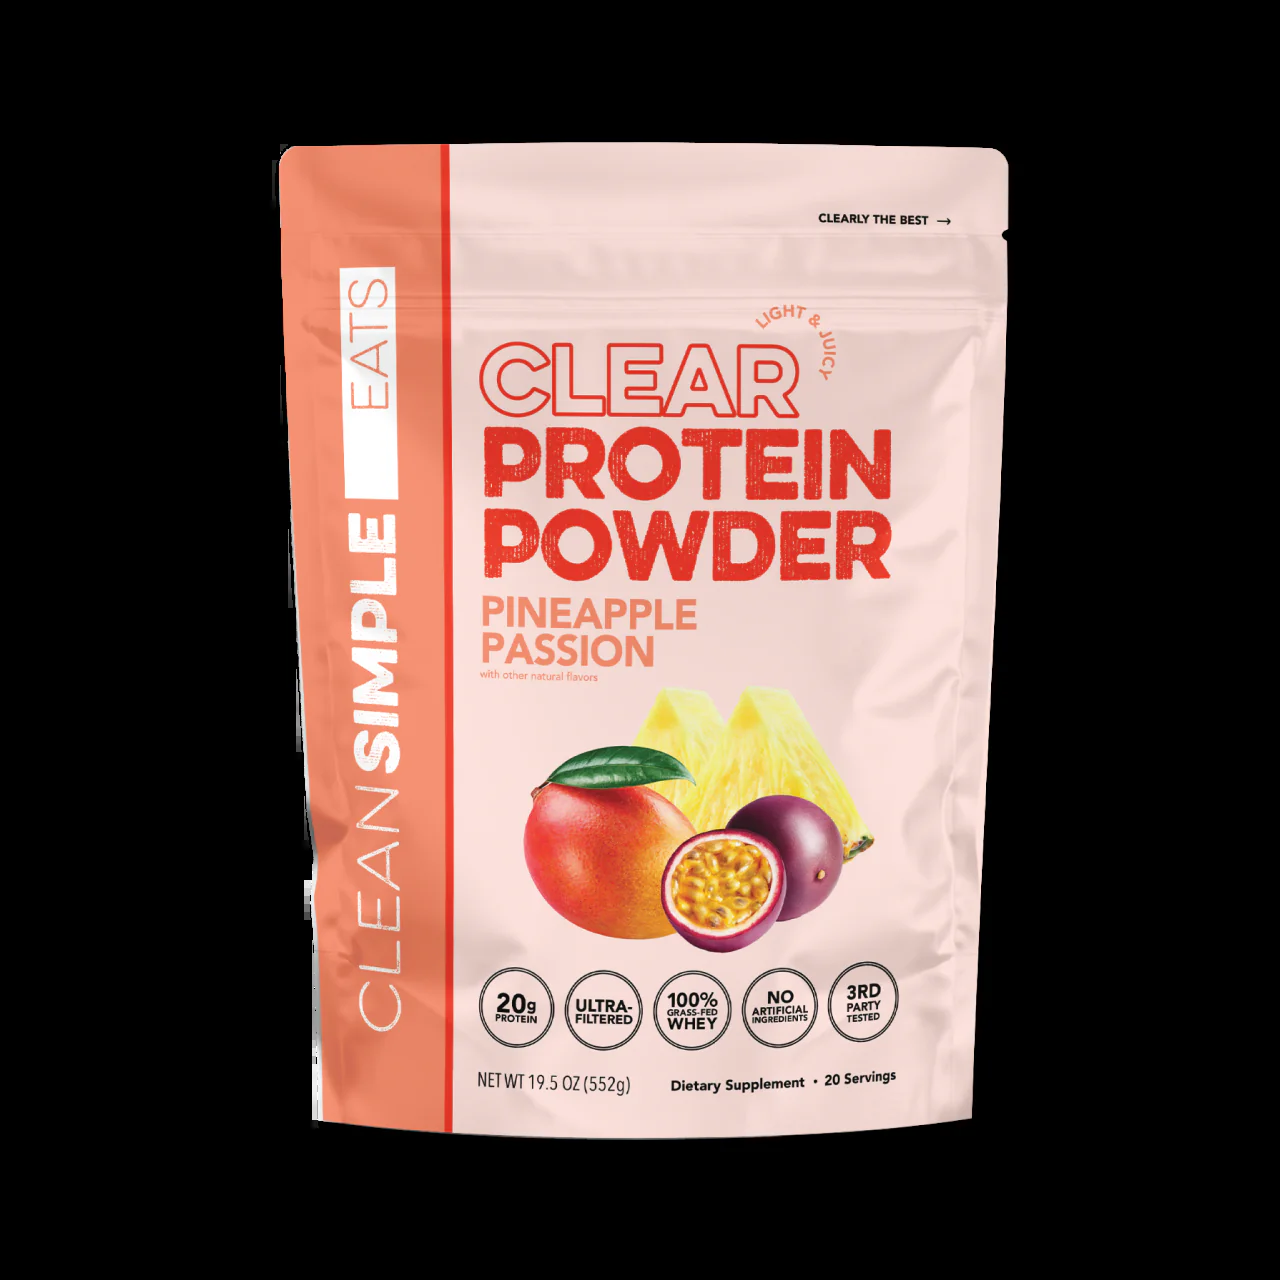 CLEARLY THE BEST →
LIGHT & JUICY
CLEAR
PROTEIN
POWDER
PINEAPPLE
PASSION
with other natural flavors
CLEAN SIMPLE EATS
20g
PROTEIN
ULTRA-
FILTERED
100%
GRASS-FED
WHEY
NO
ARTIFICIAL
INGREDIENTS
3RD
PARTY
TESTED
NET WT 19.5 OZ (552g)
Dietary Supplement • 20 Servings